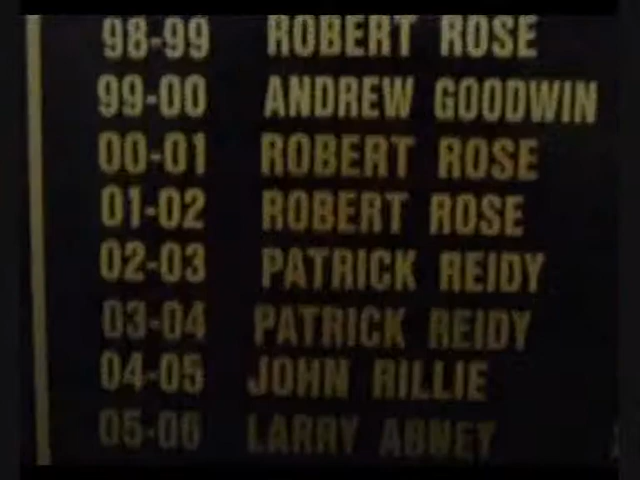 98-99 ROBERT ROSE
99-00 ANDREW GOODWIN
00-01 ROBERT ROSE
01-02 ROBERT ROSE
02-03 PATRICK REIDY
03-04 PATRICK REIDY
04-05 JOHN RILLIE
05-06 LARRY ABNEY